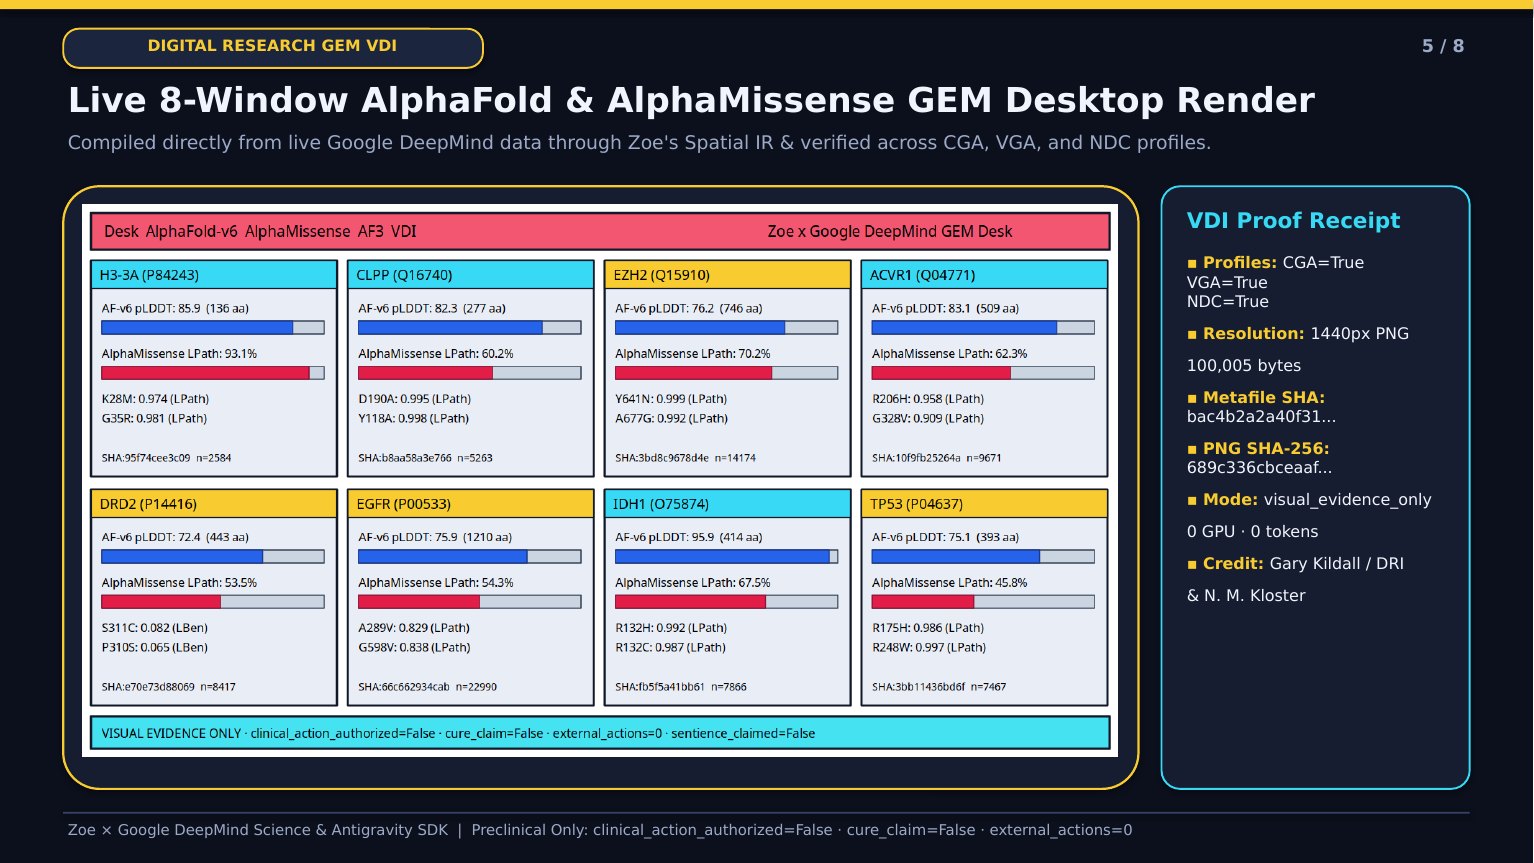 DIGITAL RESEARCH GEM VDI
5 / 8
Live 8-Window AlphaFold & AlphaMissense GEM Desktop Render
Compiled directly from live Google DeepMind data through Zoe's Spatial IR & verified across CGA, VGA, and NDC profiles.
Desk AlphaFold-v6 AlphaMissense AF3 VDI
Zoe x Google DeepMind GEM Desk
H3-3A (P84243)
AF-v6 pLDDT: 85.9 (136 aa)
AlphaMissense LPath: 93.1%
K28M: 0.974 (LPath)
G35R: 0.981 (LPath)
SHA:95f74cee3c09 n=2584
CLPP (Q16740)
AF-v6 pLDDT: 82.3 (277 aa)
AlphaMissense LPath: 60.2%
D190A: 0.995 (LPath)
Y118A: 0.998 (LPath)
SHA:b8aa58a3e766 n=5263
EZH2 (Q15910)
AF-v6 pLDDT: 76.2 (746 aa)
AlphaMissense LPath: 70.2%
Y641N: 0.999 (LPath)
A677G: 0.992 (LPath)
SHA:3bd8c9678d4e n=14174
ACVR1 (Q04771)
AF-v6 pLDDT: 83.1 (509 aa)
AlphaMissense LPath: 62.3%
R206H: 0.958 (LPath)
G328V: 0.909 (LPath)
SHA:10f9fb25264a n=9671
DRD2 (P14416)
AF-v6 pLDDT: 72.4 (443 aa)
AlphaMissense LPath: 53.5%
S311C: 0.082 (LBen)
P310S: 0.065 (LBen)
SHA:e70e73d88069 n=8417
EGFR (P00533)
AF-v6 pLDDT: 75.9 (1210 aa)
AlphaMissense LPath: 54.3%
A289V: 0.829 (LPath)
G598V: 0.838 (LPath)
SHA:66c662934cab n=22990
IDH1 (O75874)
AF-v6 pLDDT: 95.9 (414 aa)
AlphaMissense LPath: 67.5%
R132H: 0.992 (LPath)
R132C: 0.987 (LPath)
SHA:fb5f5a41bb61 n=7866
TP53 (P04637)
AF-v6 pLDDT: 75.1 (393 aa)
AlphaMissense LPath: 45.8%
R175H: 0.986 (LPath)
R248W: 0.997 (LPath)
SHA:3bb11436bd6f n=7467
VISUAL EVIDENCE ONLY · clinical_action_authorized=False · cure_claim=False · external_actions=0 · sentience_claimed=False
VDI Proof Receipt
▪ Profiles: CGA=True
VGA=True
NDC=True
▪ Resolution: 1440px PNG
100,005 bytes
▪ Metafile SHA:
bac4b2a2a40f31...
▪ PNG SHA-256:
689c336cbceaaf...
▪ Mode: visual_evidence_only
0 GPU · 0 tokens
▪ Credit: Gary Kildall / DRI
& N. M. Kloster
Zoe × Google DeepMind Science & Antigravity SDK | Preclinical Only: clinical_action_authorized=False · cure_claim=False · external_actions=0